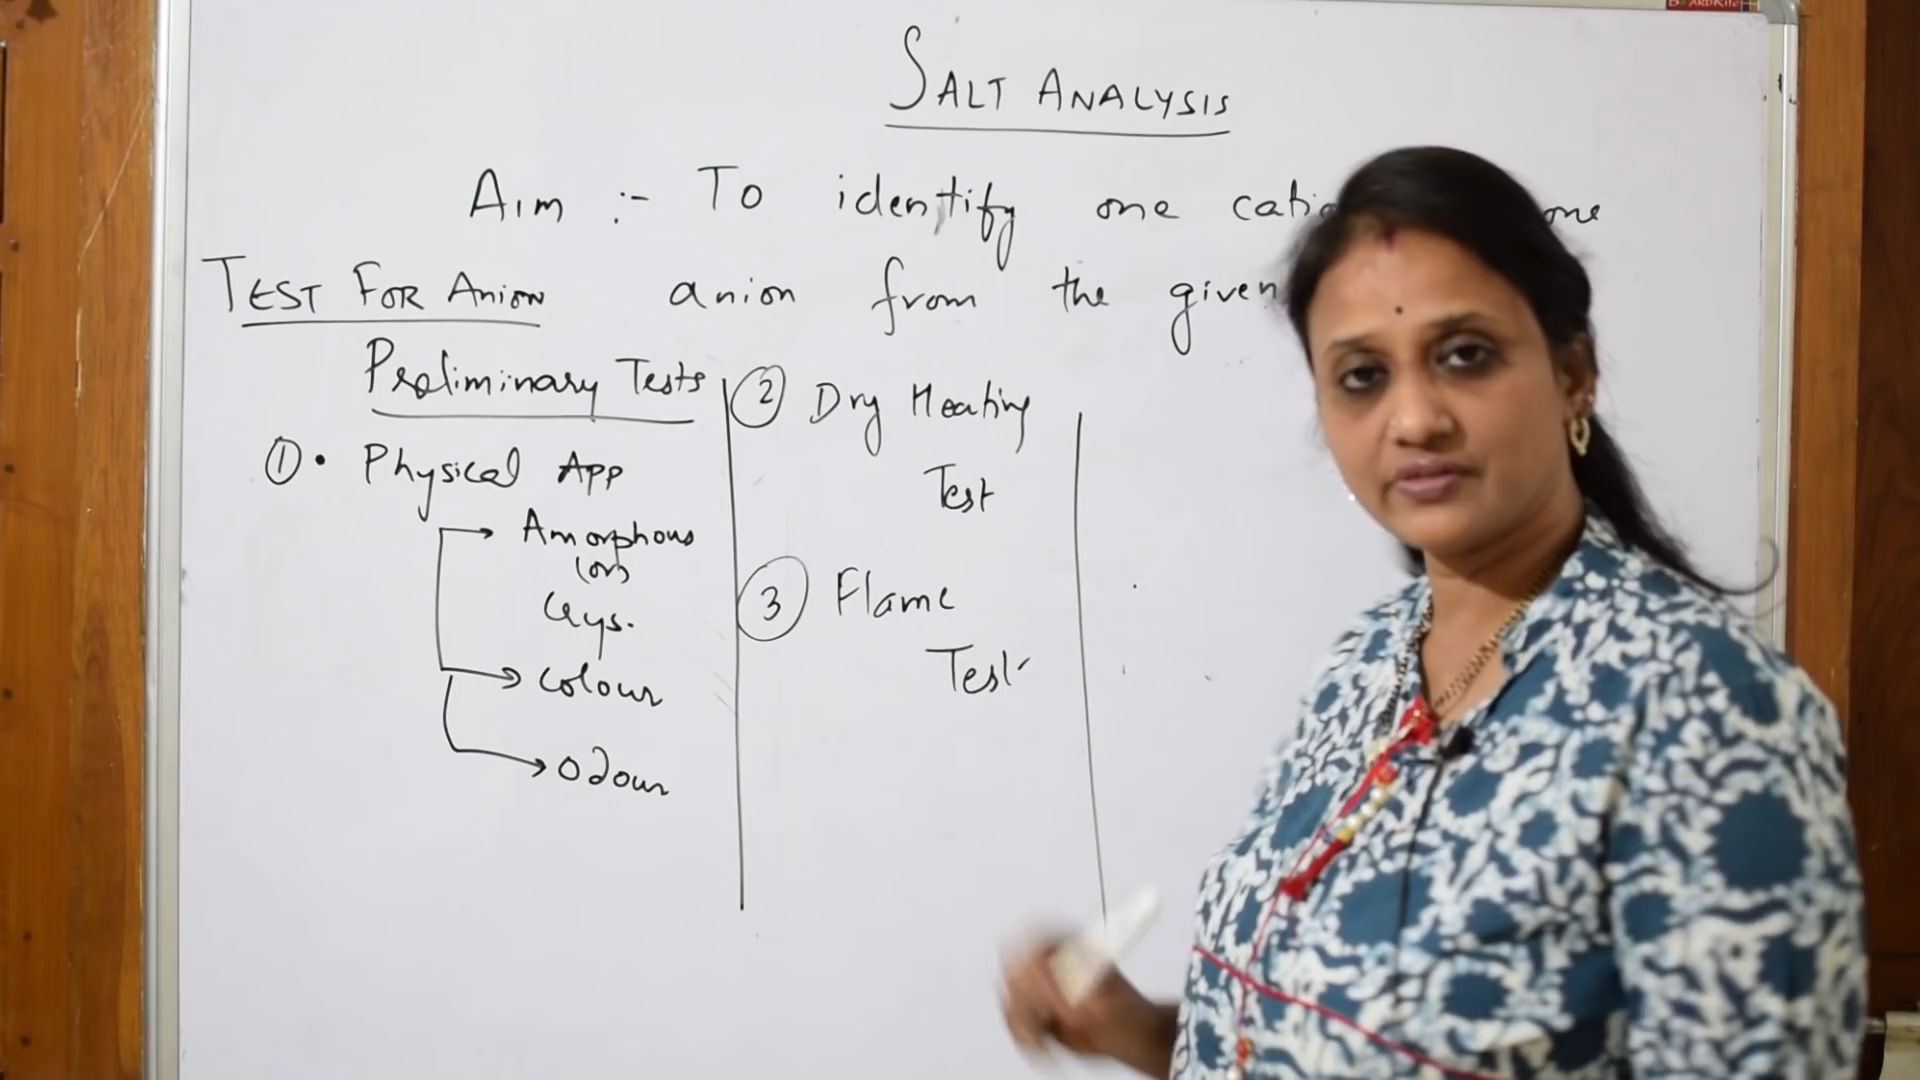 SALT ANALYSIS
Aim :- To identify one one
TEST FOR Anion anion from the given
Preliminary Tests
① • Physical App
Amorphous
(or)
Crys.
Colour
Odour
② Dry Heating
Test
③ Flame
Test